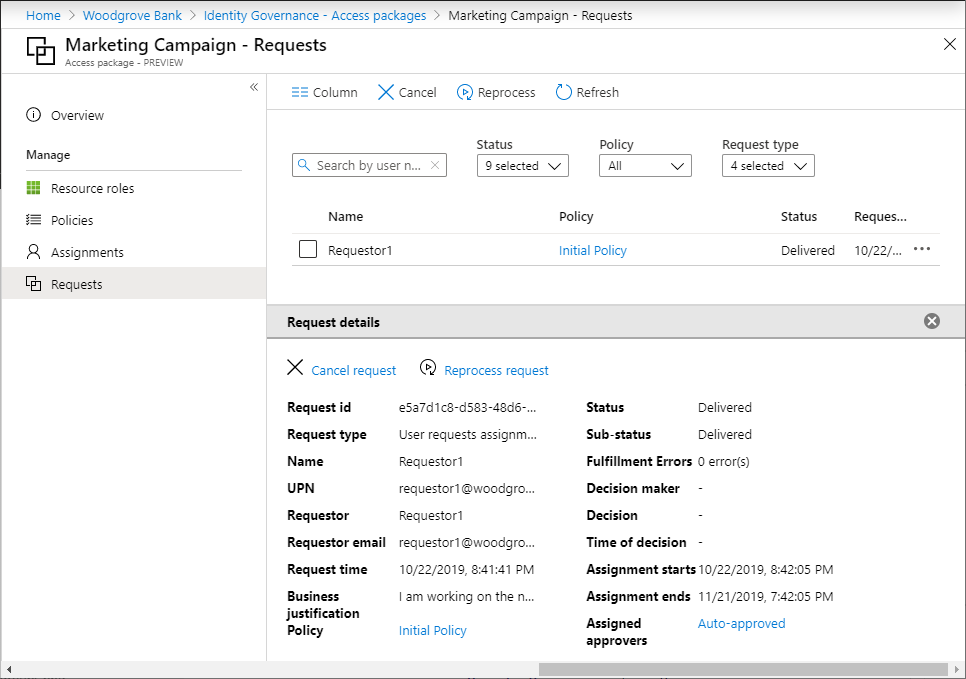 Home > Woodgrove Bank > Identity Governance - Access packages > Marketing Campaign - Requests
Marketing Campaign - Requests
Access package - PREVIEW
Overview
Manage
Resource roles
Policies
Assignments
Requests
Column Cancel Reprocess Refresh
Status Policy Request type
Search by user n... 9 selected All 4 selected
Name Policy Status Reques...
Requestor1 Initial Policy Delivered 10/22/... ...
Request details
Cancel request Reprocess request
Request id e5a7d1c8-d583-48d6-... Status Delivered
Request type User requests assignm... Sub-status Delivered
Name Requestor1 Fulfillment Errors 0 error(s)
UPN requestor1@woodgro... Decision maker -
Requestor Requestor1 Decision -
Requestor email requestor1@woodgro... Time of decision -
Request time 10/22/2019, 8:41:41 PM Assignment starts 10/22/2019, 8:42:05 PM
Business I am working on the n... Assignment ends 11/21/2019, 7:42:05 PM
justification
Policy Initial Policy
Assigned Auto-approved
approvers